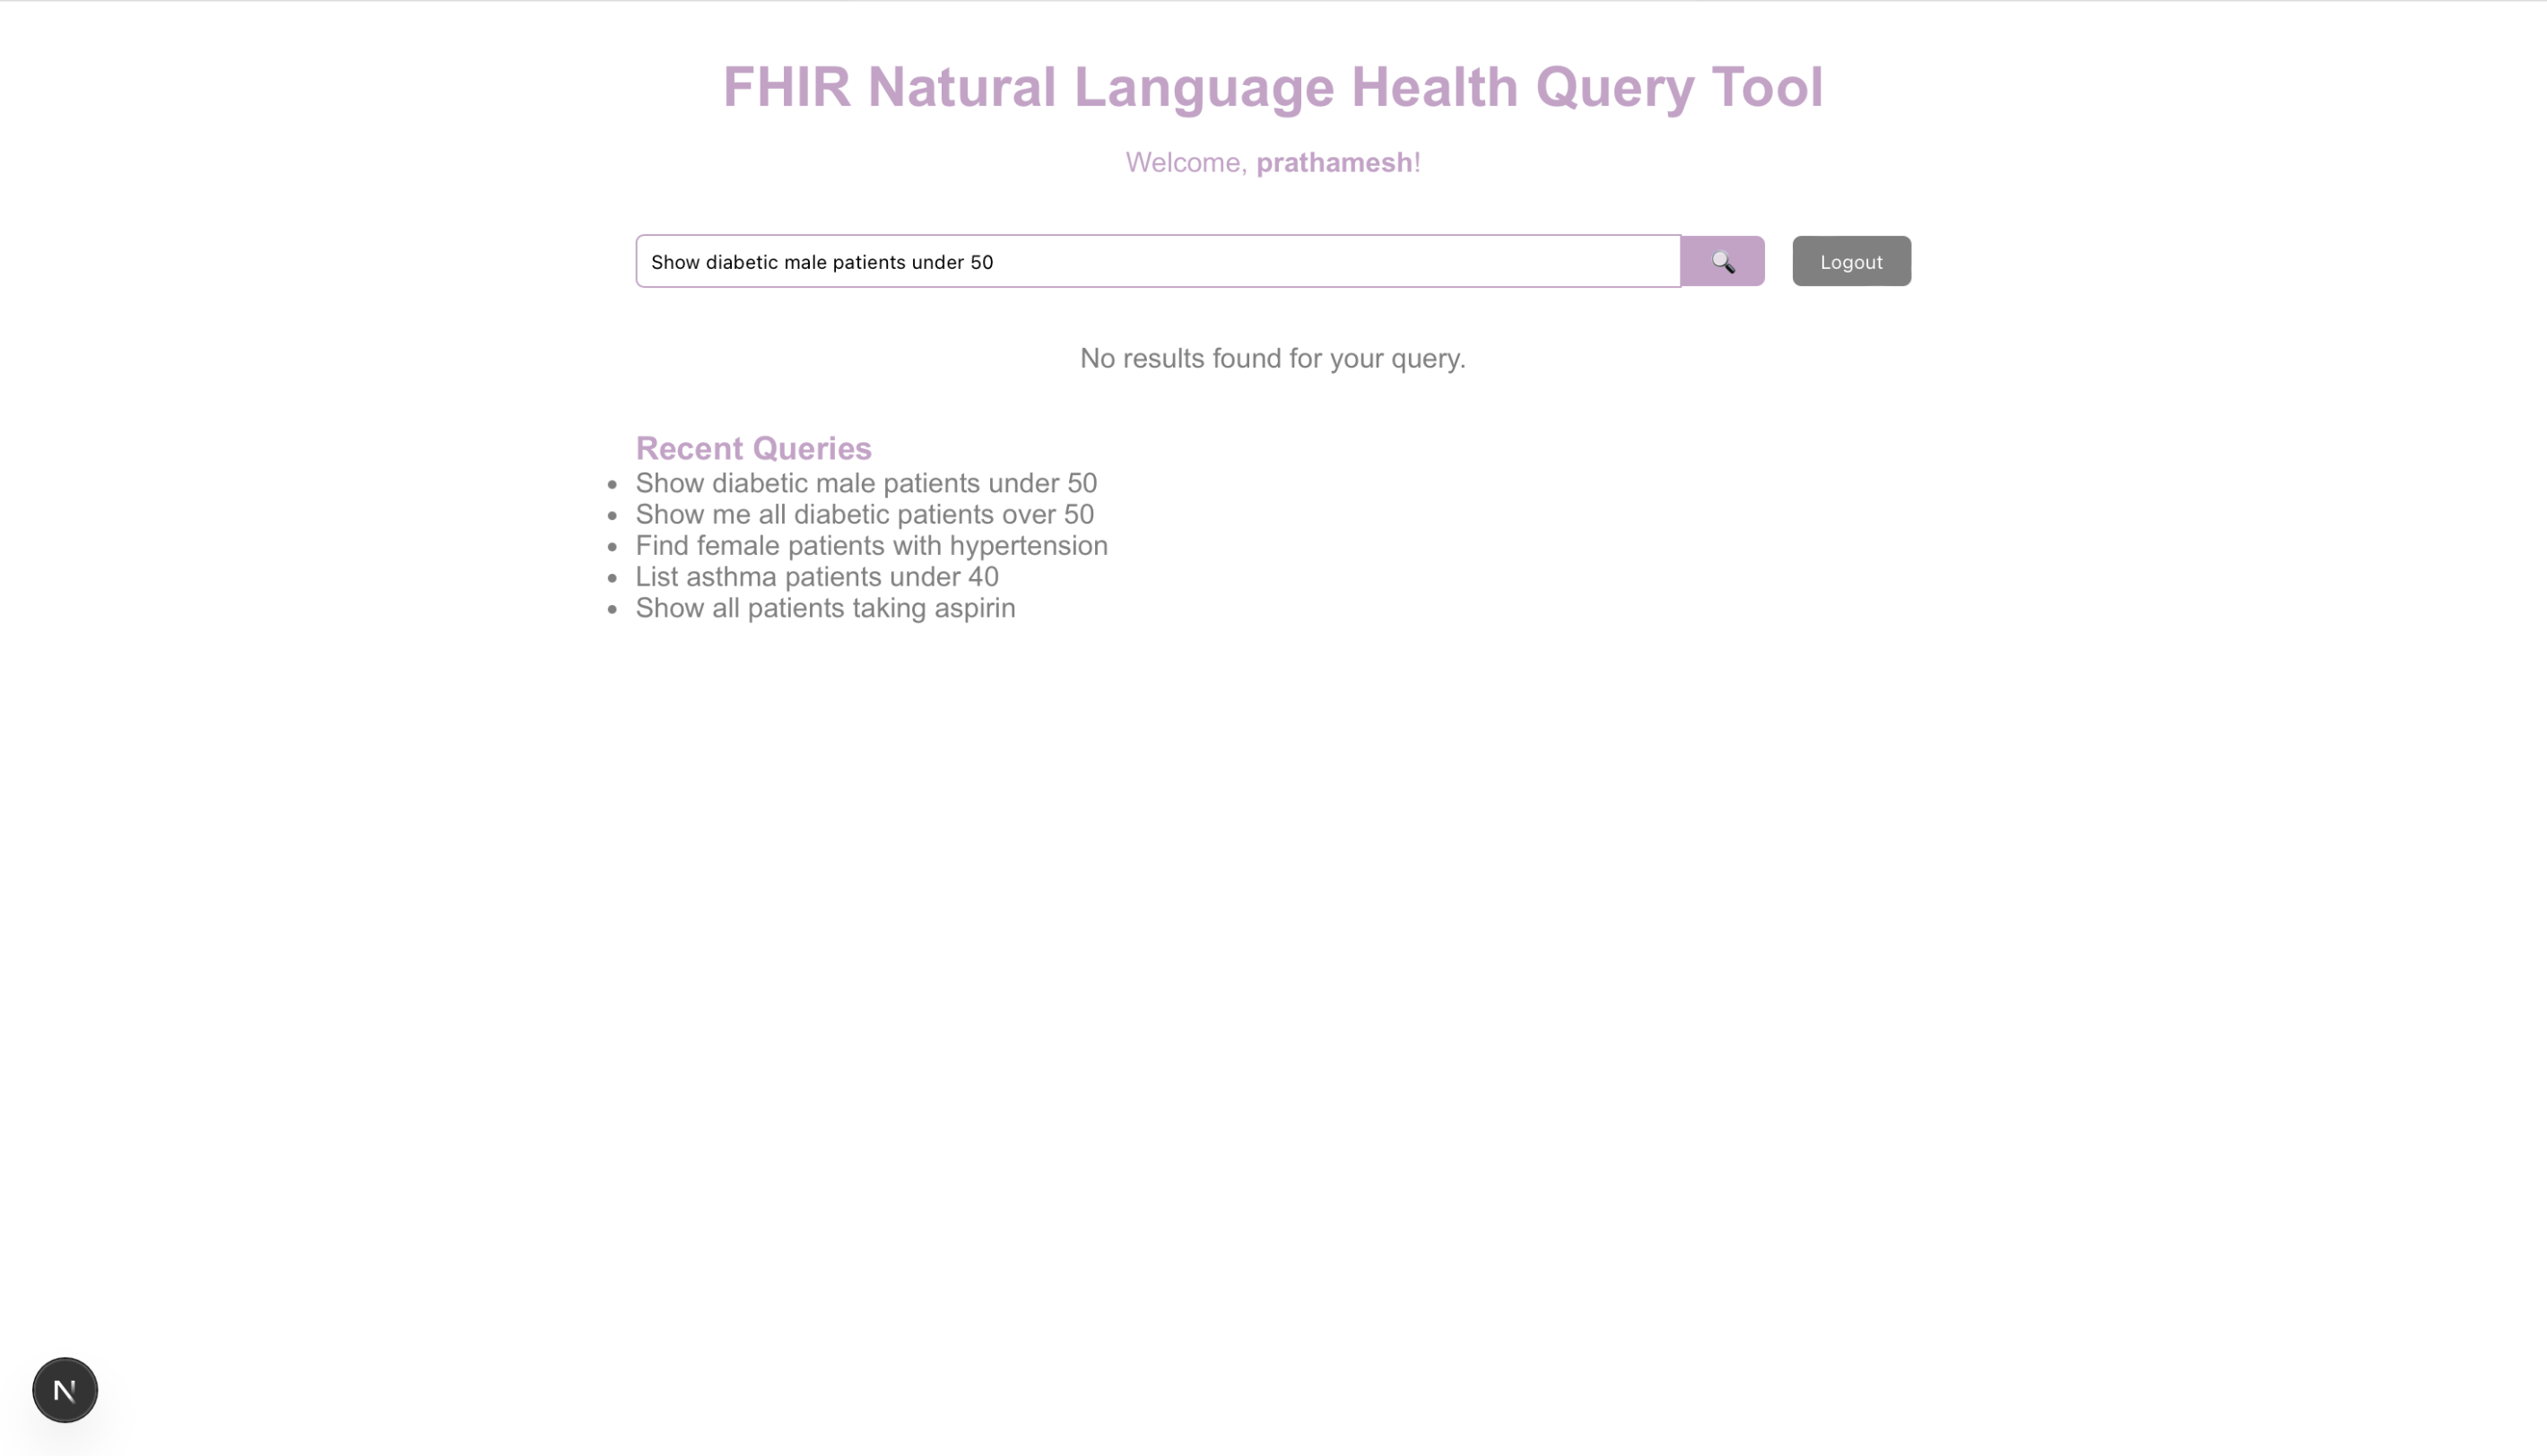 FHIR Natural Language Health Query Tool
Welcome, prathamesh!
Show diabetic male patients under 50
Logout
No results found for your query.
Recent Queries
Show diabetic male patients under 50
Show me all diabetic patients over 50
Find female patients with hypertension
List asthma patients under 40
Show all patients taking aspirin
N